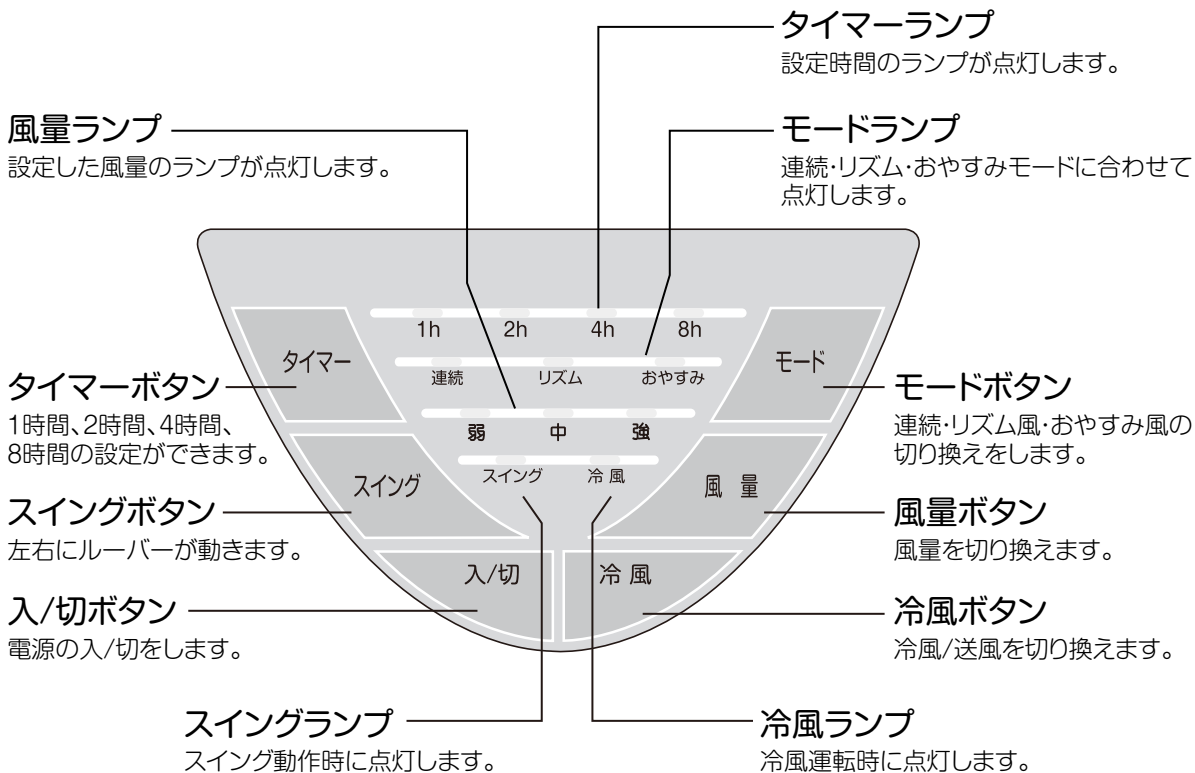 タイマーランプ
設定時間のランプが点灯します。
風量ランプ
設定した風量のランプが点灯します。
モードランプ
連続・リズム・おやすみモードに合わせて
点灯します。
1h 2h 4h 8h
タイマー
モード
連続 リズム おやすみ
タイマーボタン
1時間、2時間、4時間、
8時間の設定ができます。
モードボタン
連続・リズム風・おやすみ風の
切り換えをします。
弱 中 強
スイング 冷風
スイング
風量
スイングボタン
左右にルーバーが動きます。
風量ボタン
風量を切り換えます。
入/切
冷風
入/切ボタン
電源の入/切をします。
冷風ボタン
冷風/送風を切り換えます。
スイングランプ
スイング動作時に点灯します。
冷風ランプ
冷風運転時に点灯します。